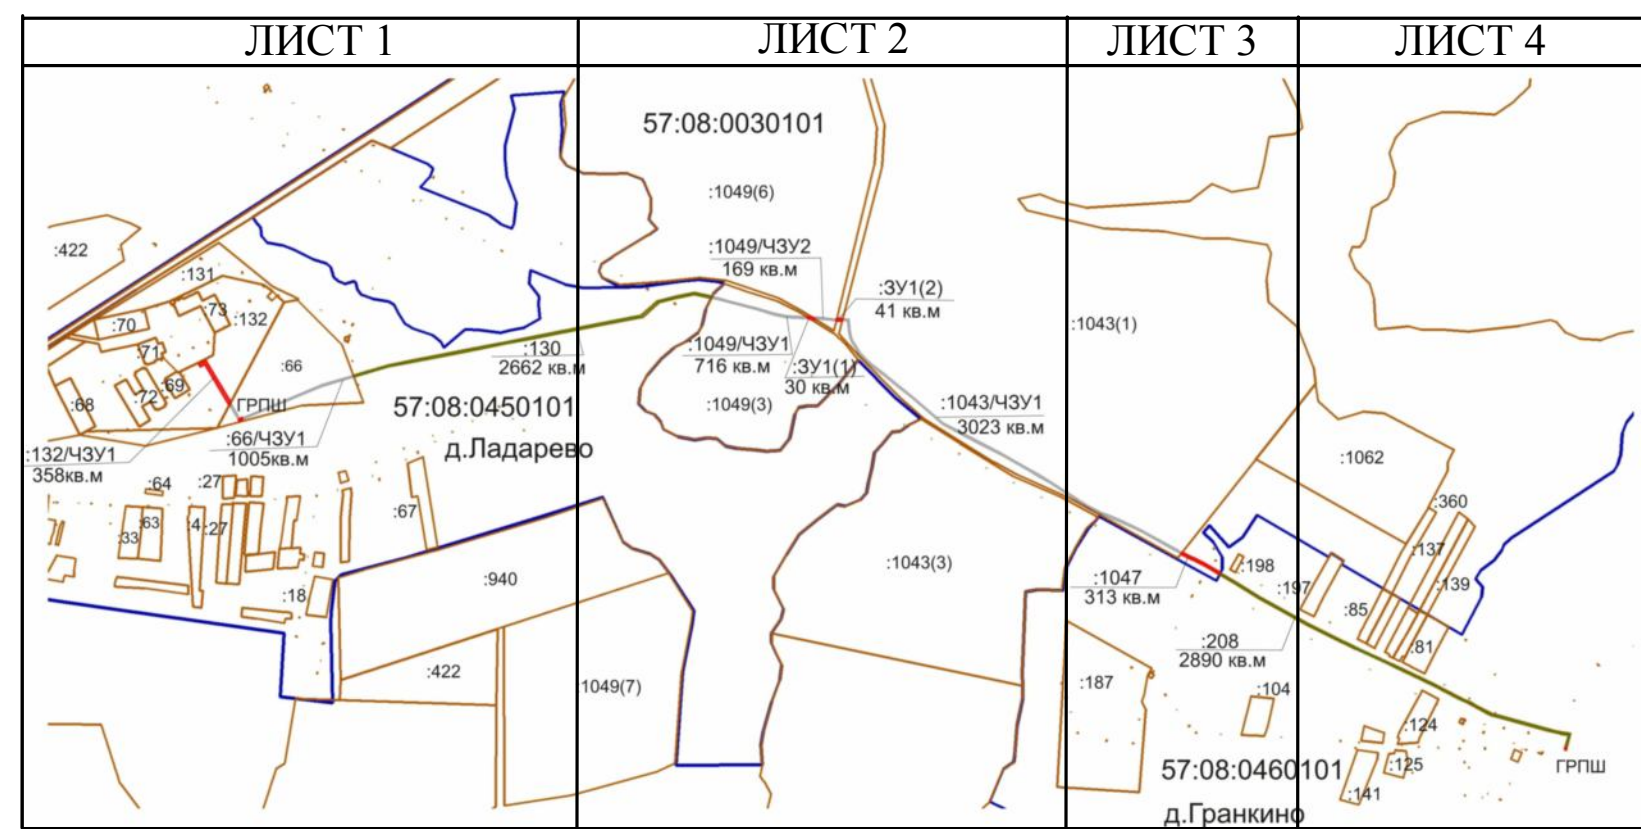 ЛИСТ 1
ЛИСТ 2
ЛИСТ 3
ЛИСТ 4
57:08:0030101
:1049(6)
:422
:131
:1049/ЧЗУ2
169 кв.м
:ЗУ1(2)
41 кв.м
:73
:70
:132
:1043(1)
:71
:130
2662 кв.м
:1049/ЧЗУ1
716 кв.м
:ЗУ1(1)
30 кв.м
:66
:69
:72
:68
ГРПШ
57:08:0450101
д.Ладарево
:1049(3)
:1043/ЧЗУ1
3023 кв.м
:66/ЧЗУ1
1005кв.м
:132/ЧЗУ1
358кв.м
:1062
:64
:27
:67
:360
:63
:33
:4
:27
:137
:18
:940
:1043(3)
:1047
313 кв.м
:198
:197
:139
:85
:208
2890 кв.м
:81
:422
:1049(7)
:187
:104
:124
57:08:0460101
д.Гранкино
:125
:141
ГРПШ